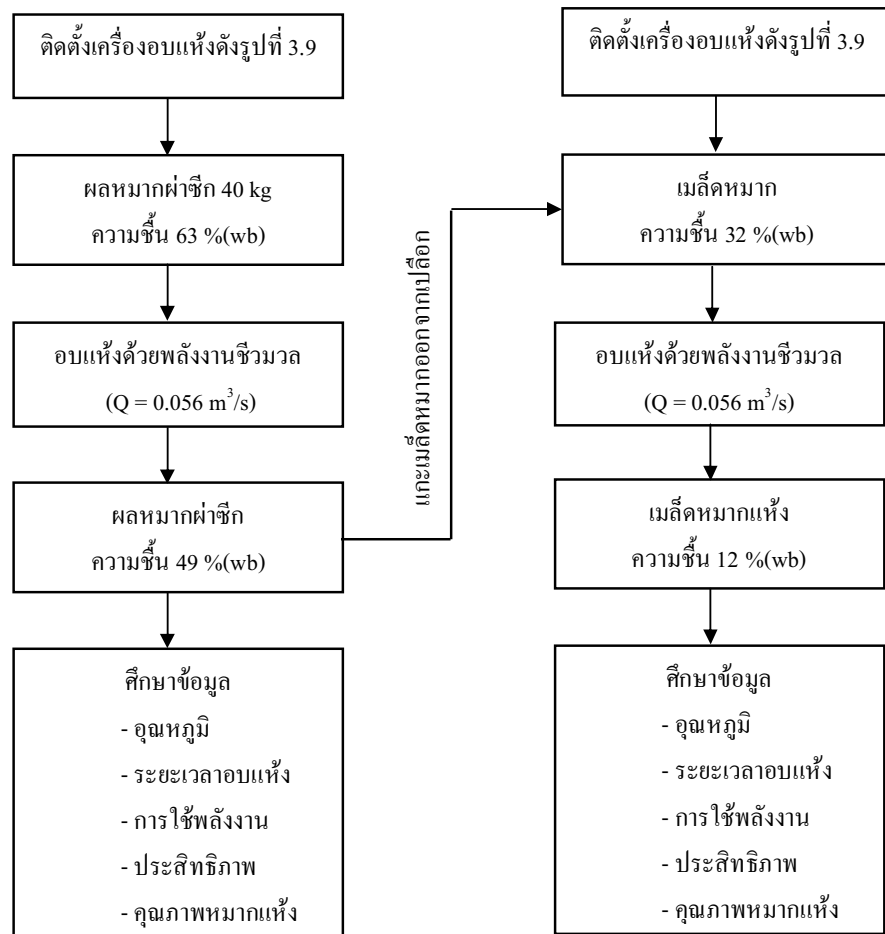 ติดตั้งเครื่องอบแห้งดังรูปที่ 3.9
ผลหมากผ่าซีก 40 kg
ความชื้น 63 %(wb)
อบแห้งด้วยพลังงานชีวมวล
(Q = 0.056 m³/s)
ผลหมากผ่าซีก
ความชื้น 49 %(wb)
ศึกษาข้อมูล
- อุณหภูมิ
- ระยะเวลาอบแห้ง
- การใช้พลังงาน
- ประสิทธิภาพ
- คุณภาพหมากแห้ง
แกะเมล็ดหมากออกจากเปลือก
ติดตั้งเครื่องอบแห้งดังรูปที่ 3.9
เมล็ดหมาก
ความชื้น 32 %(wb)
อบแห้งด้วยพลังงานชีวมวล
(Q = 0.056 m³/s)
เมล็ดหมากแห้ง
ความชื้น 12 %(wb)
ศึกษาข้อมูล
- อุณหภูมิ
- ระยะเวลาอบแห้ง
- การใช้พลังงาน
- ประสิทธิภาพ
- คุณภาพหมากแห้ง